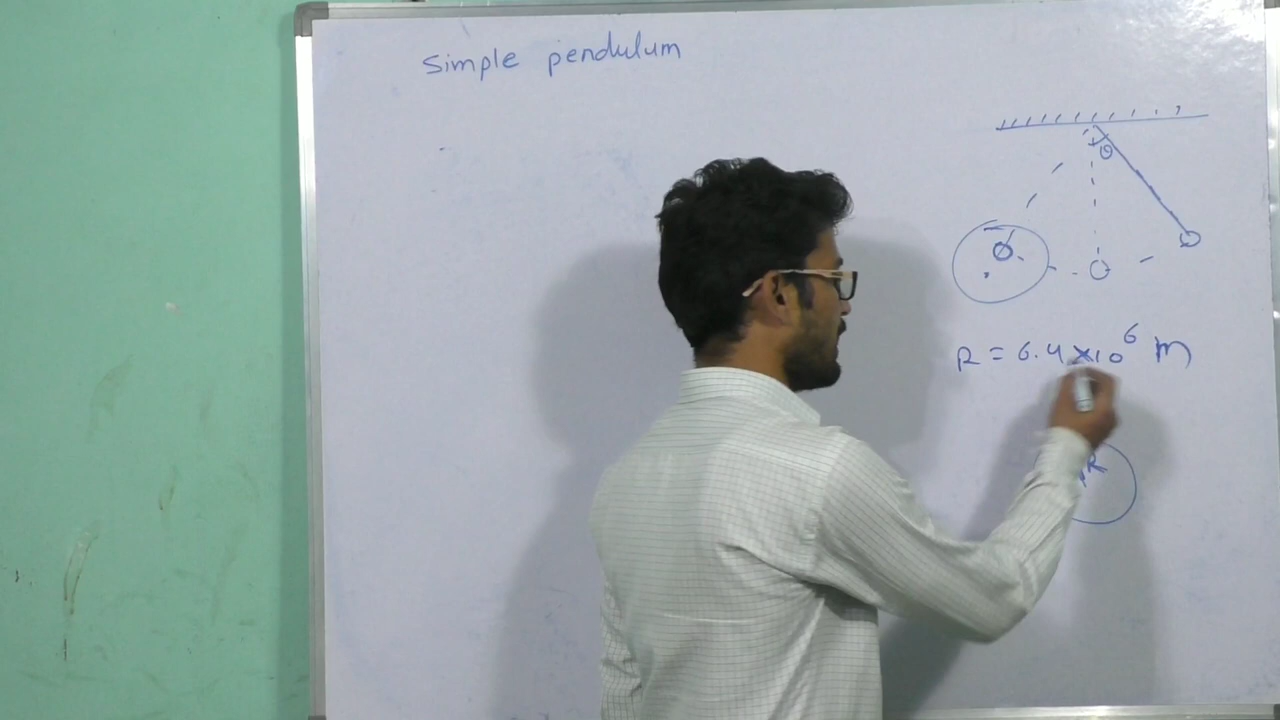 Simple pendulum
θ
R = 6.4 × 10⁶ m
R